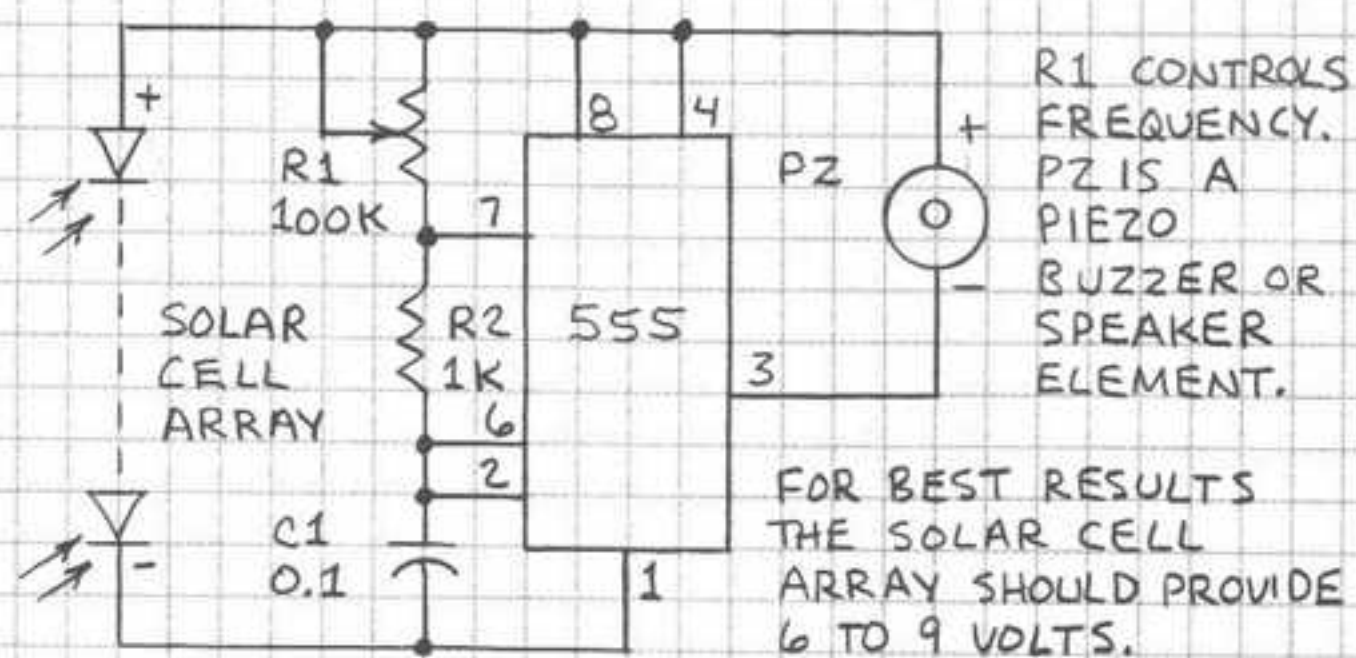 R1 CONTROLS
FREQUENCY.
PZ IS A
PIEZO
BUZZER OR
SPEAKER
ELEMENT.
+
8
4
R1
100K
7
PZ
+
-
SOLAR
CELL
ARRAY
R2
1K
555
6
2
3
C1
0.1
-
1
FOR BEST RESULTS
THE SOLAR CELL
ARRAY SHOULD PROVIDE
6 TO 9 VOLTS.